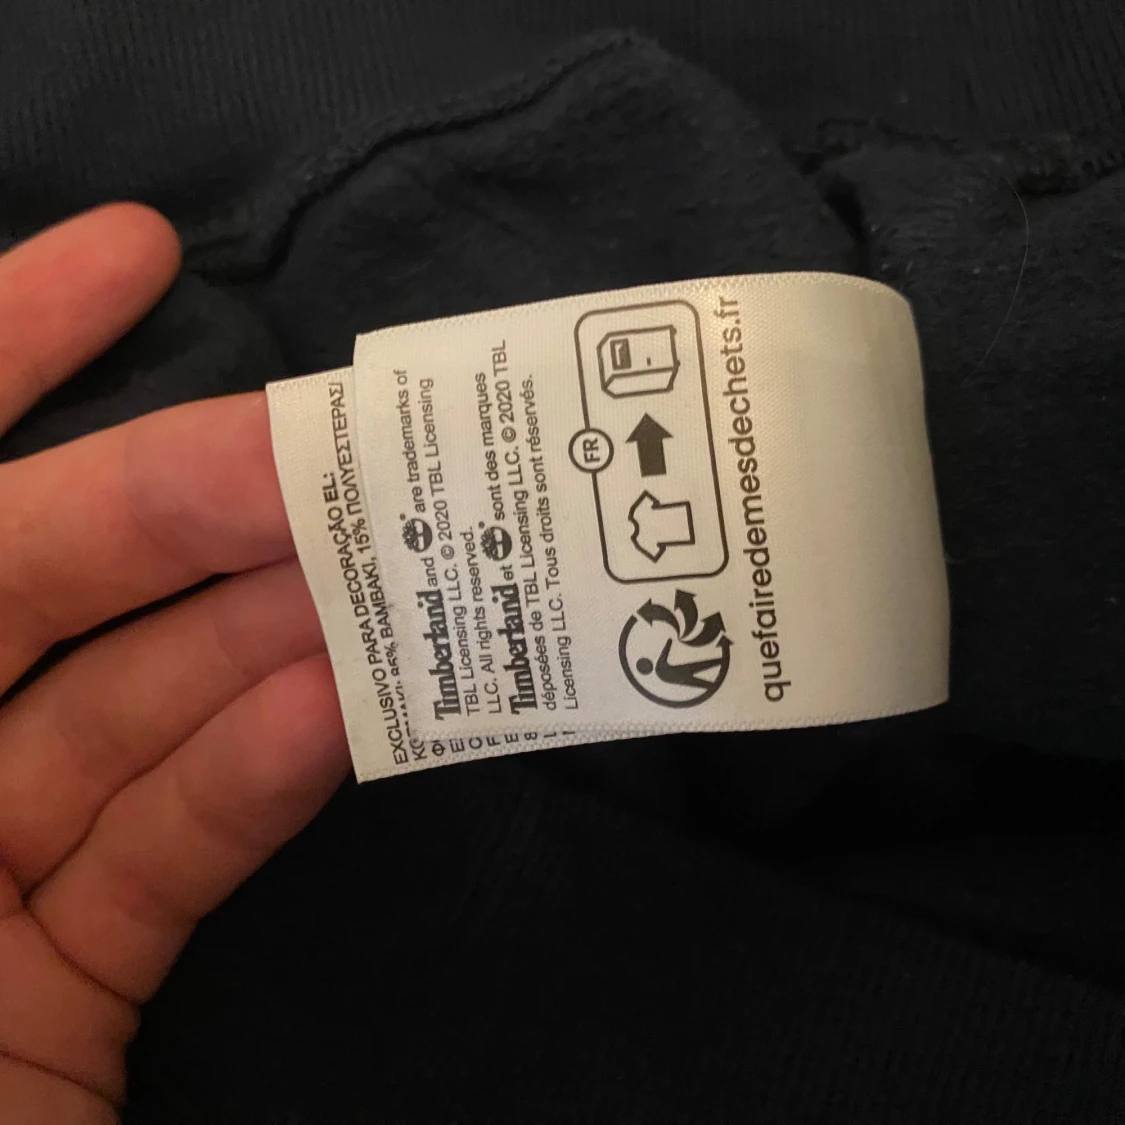 EXCLUSIVO PARA DECORAÇÃO EL:
85% ΒΑΜΒΑΚΙ, 15% ΠΟΛΥΕΣΤΕΡΑΣ/
Timberland and are trademarks of
TBL Licensing LLC. © 2020 TBL Licensing
LLC. All rights reserved.
Timberland et sont des marques
déposées de TBL Licensing LLC. © 2020 TBL
Licensing LLC. Tous droits sont réservés.
FR
quefairedemesdechets.fr